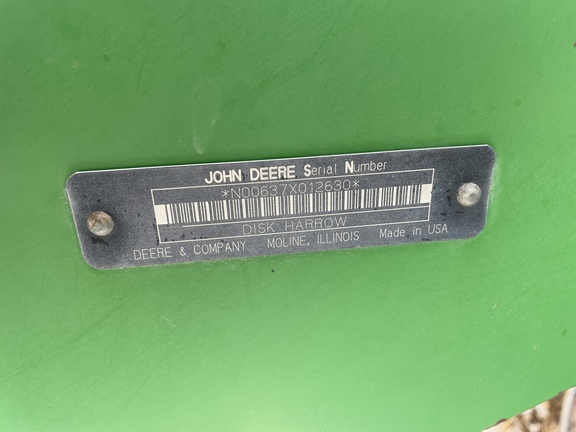 JOHN DEERE Serial Number
*N00637X012630*
DISK HARROW
DEERE & COMPANY MOLINE, ILLINOIS Made in USA